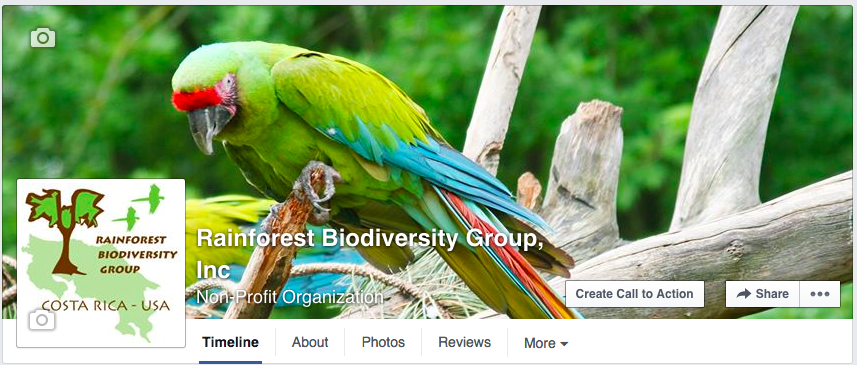 RAINFOREST
BIODIVERSITY
GROUP
COSTA RICA - USA
Rainforest Biodiversity Group,
Inc
Non-Profit Organization
Create Call to Action
Share
Timeline
About
Photos
Reviews
More